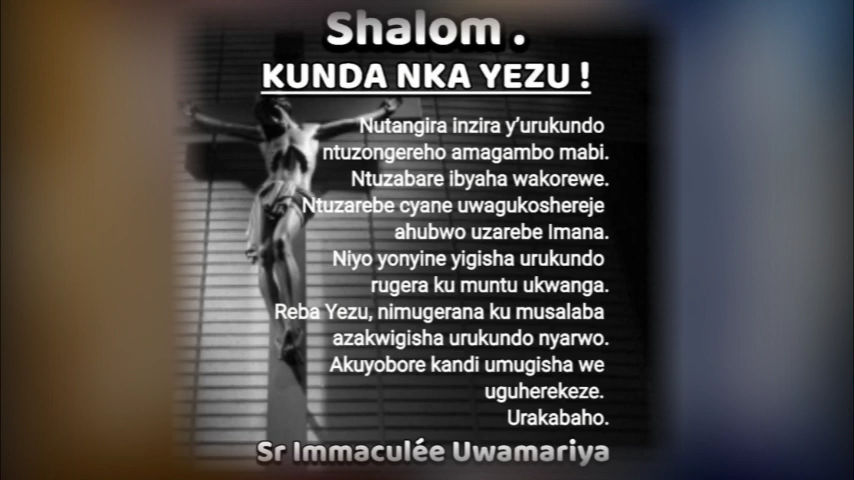 Shalom .
KUNDA NKA YEZU !
Nutangira inzira y'urukundo
ntuzongereho amagambo mabi.
Ntuzabare ibyaha wakorewe.
Ntuzarebe cyane uwagukoshereje
ahubwo uzarebe Imana.
Niyo yonyine yigisha urukundo
rugera ku muntu ukwanga.
Reba Yezu, nimugerana ku musalaba
azakwigisha urukundo nyarwo.
Akuyobore kandi umugisha we
uguherekeze.
Urakabaho.
Sr Immaculée Uwamariya